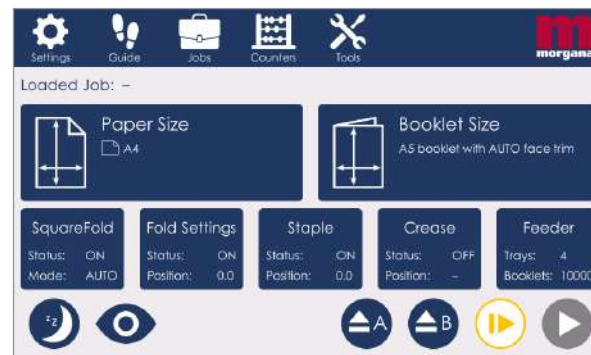 Settings Guide Jobs Counters Tools morgana
Loaded Job: –
Paper Size
A4
Booklet Size
A5 booklet with AUTO face trim
SquareFold
Status: ON
Mode: AUTO
Fold Settings
Status: ON
Position: 0.0
Staple
Status: ON
Position: 0.0
Crease
Status: OFF
Position: –
Feeder
Trays: 4
Booklets: 10000
zz
A
B